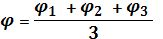 φ = (φ₁ + φ₂ + φ₃) / 3